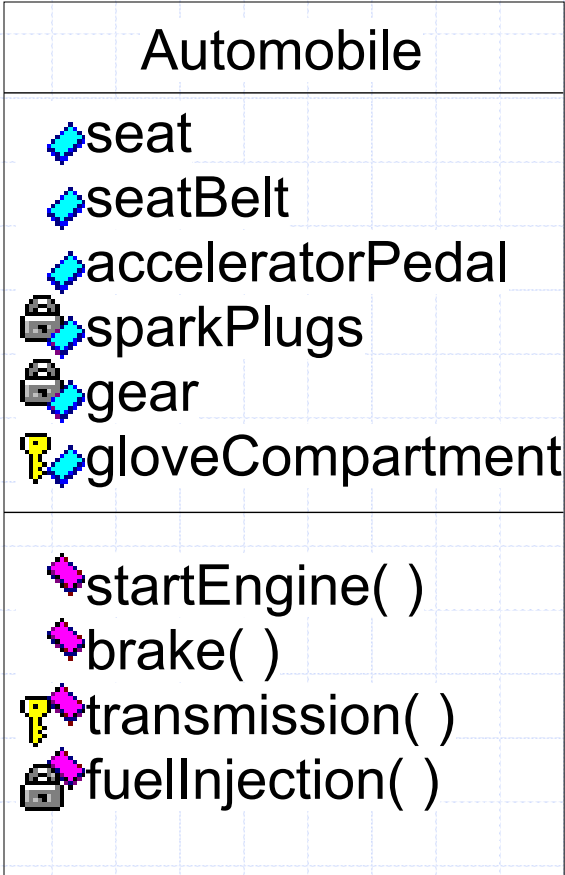 Automobile
seat
seatBelt
acceleratorPedal
sparkPlugs
gear
gloveCompartment
startEngine( )
brake( )
transmission( )
fuelInjection( )